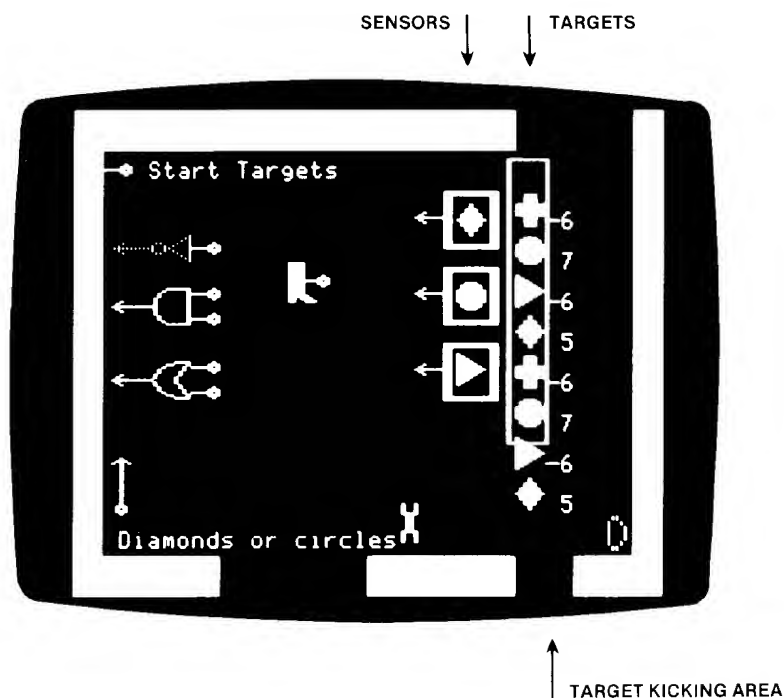 SENSORS TARGETS
Start Targets
-6
7
-6
5
-6
7
-6
5
Diamonds or circles
D
TARGET KICKING AREA